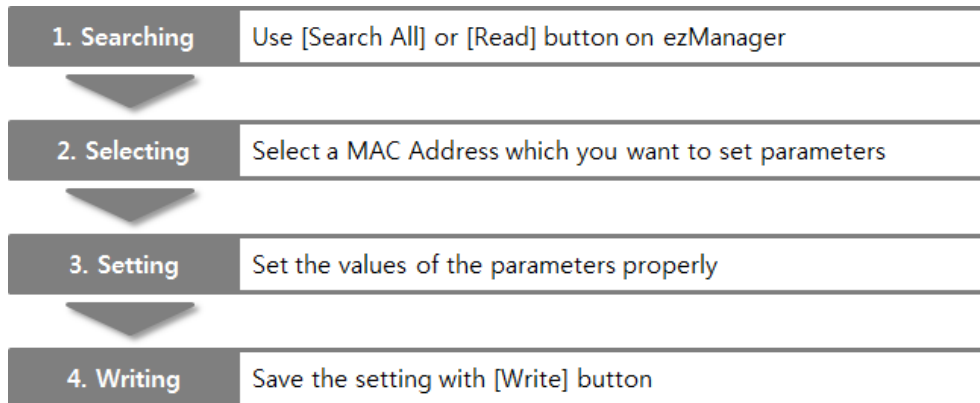 1. Searching Use [Search All] or [Read] button on ezManager
2. Selecting Select a MAC Address which you want to set parameters
3. Setting Set the values of the parameters properly
4. Writing Save the setting with [Write] button